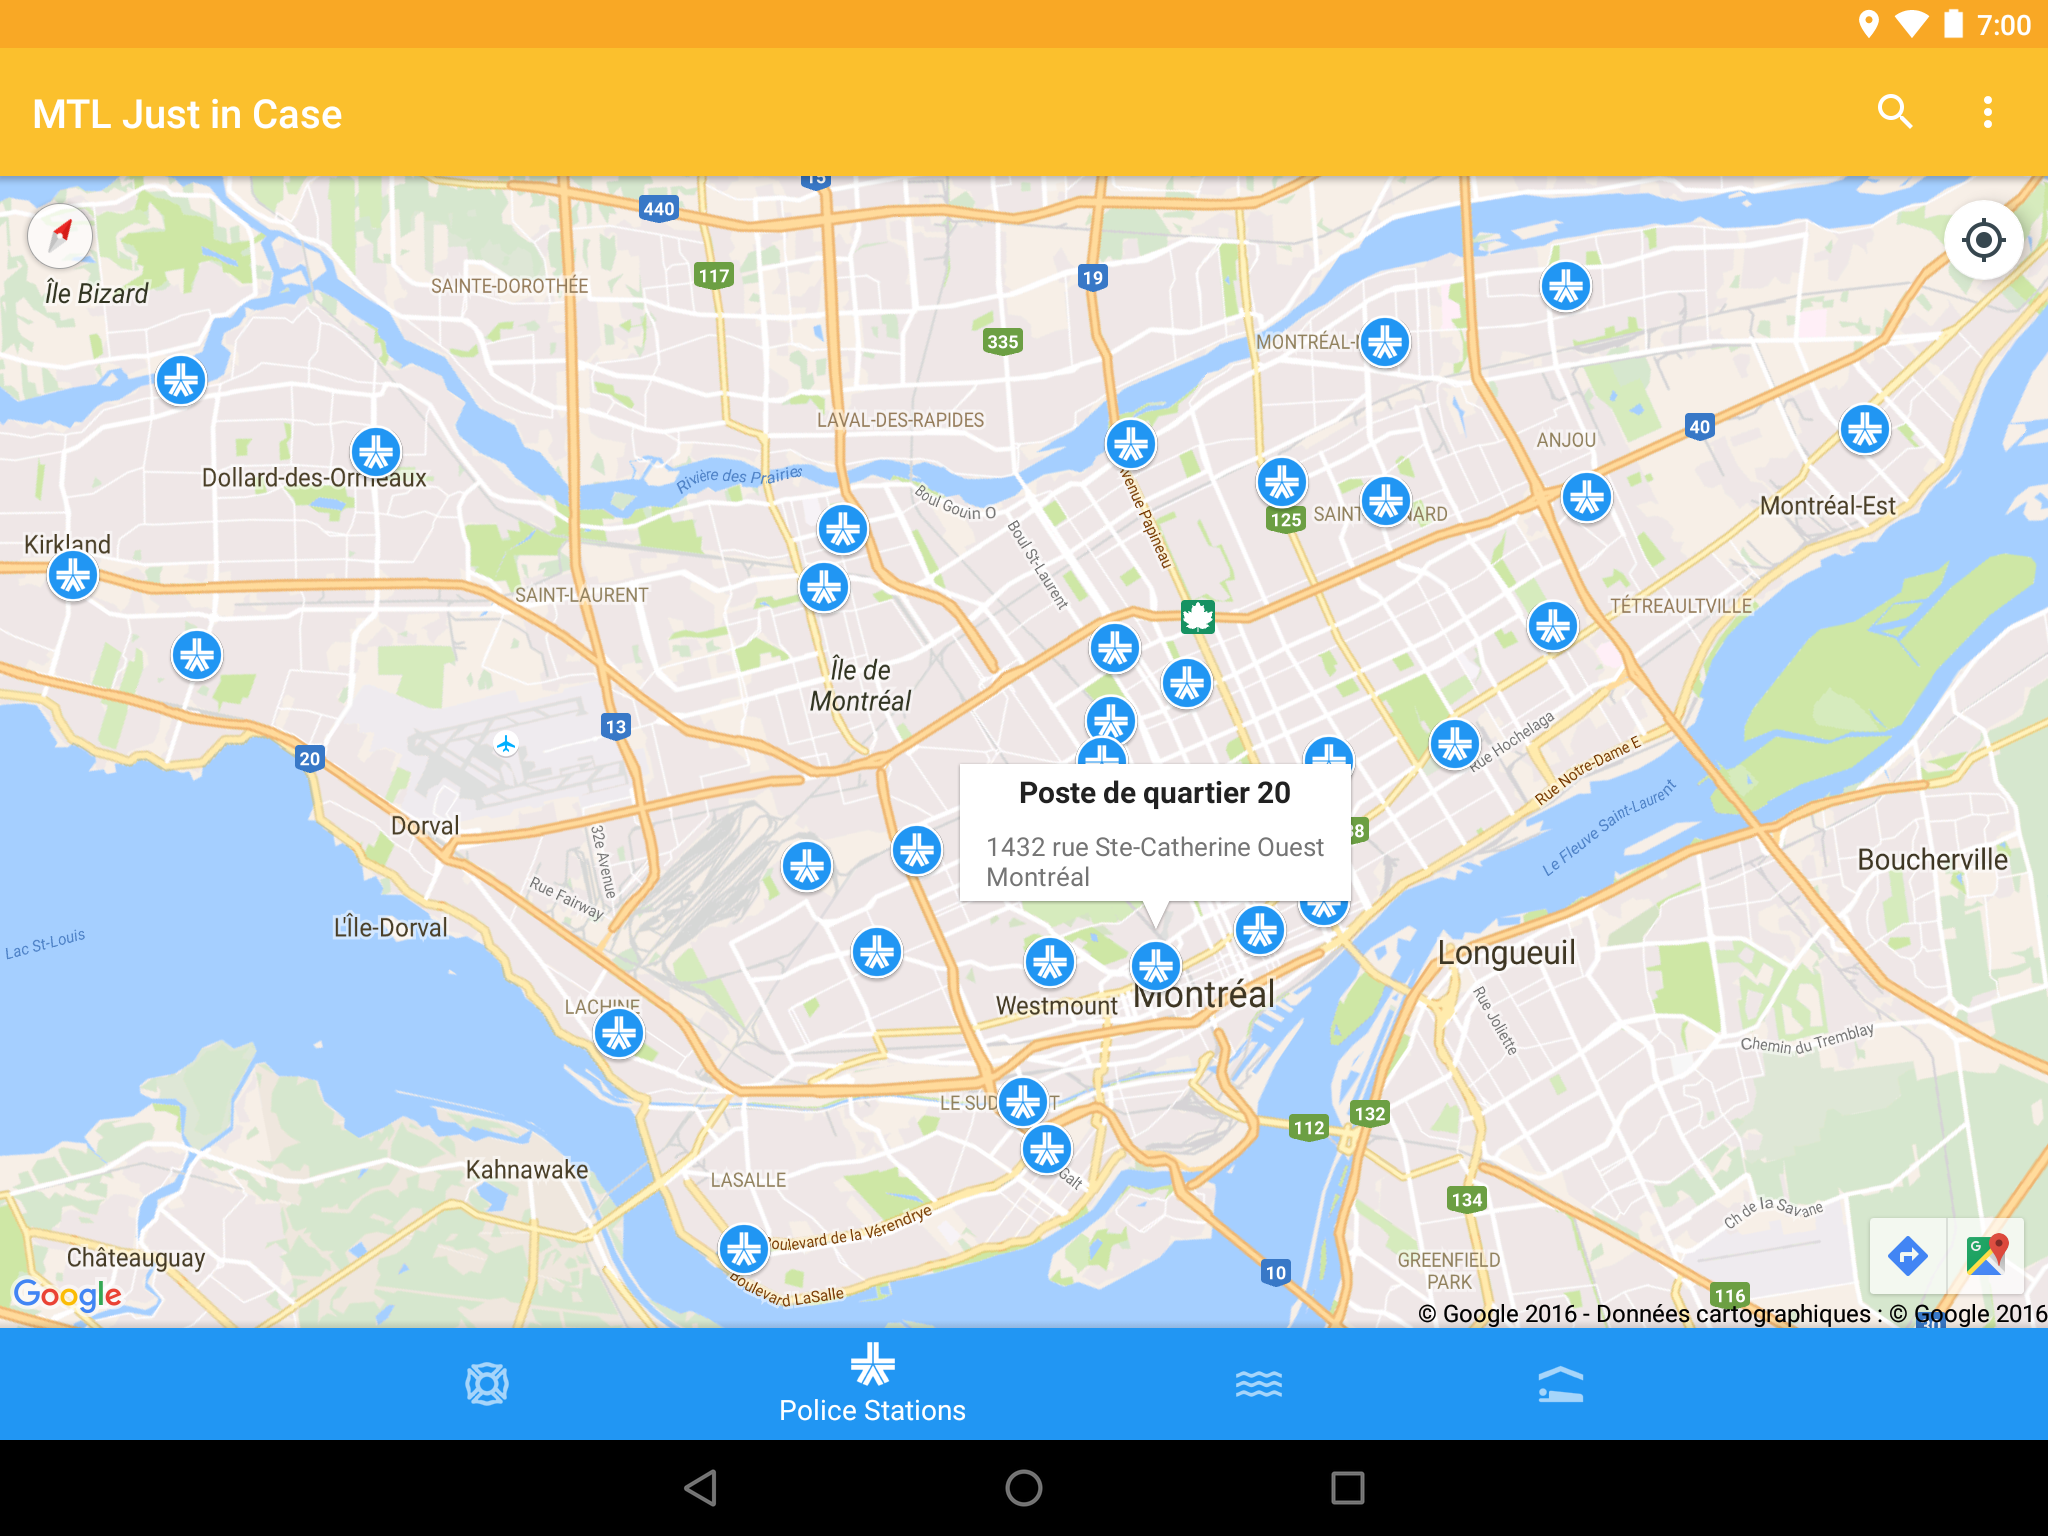 7:00
MTL Just in Case
15
440
117
19
Île Bizard
SAINTE-DOROTHÉE
335
MONTRÉAL-
LAVAL-DES-RAPIDES
40
ANJOU
Dollard-des-Ormeaux
Rivière des Prairies
Boul Gouin O
Avenue Papineau
125
Montréal-Est
Kirkland
Boul St-Laurent
SAINT-LAURENT
TÉTREAULTVILLE
Île de
Montréal
13
20
Rue Hochelaga
Rue Notre-Dame E
Poste de quartier 20
1432 rue Ste-Catherine Ouest
Montréal
Le Fleuve Saint-Laurent
Dorval
32e Avenue
Boucherville
Rue Fairway
L'Île-Dorval
Lac St-Louis
Longueuil
Westmount
Montréal
LACHINE
Rue Joliette
Chemin du Tremblay
LE SUD
T
132
112
Kahnawake
LASALLE
Galt
134
Ch de la Savane
Boulevard de la Vérendrye
Châteauguay
GREENFIELD
PARK
10
Boulevard LaSalle
116
Google
© Google 2016 - Données cartographiques : © Google 2016
30
Police Stations